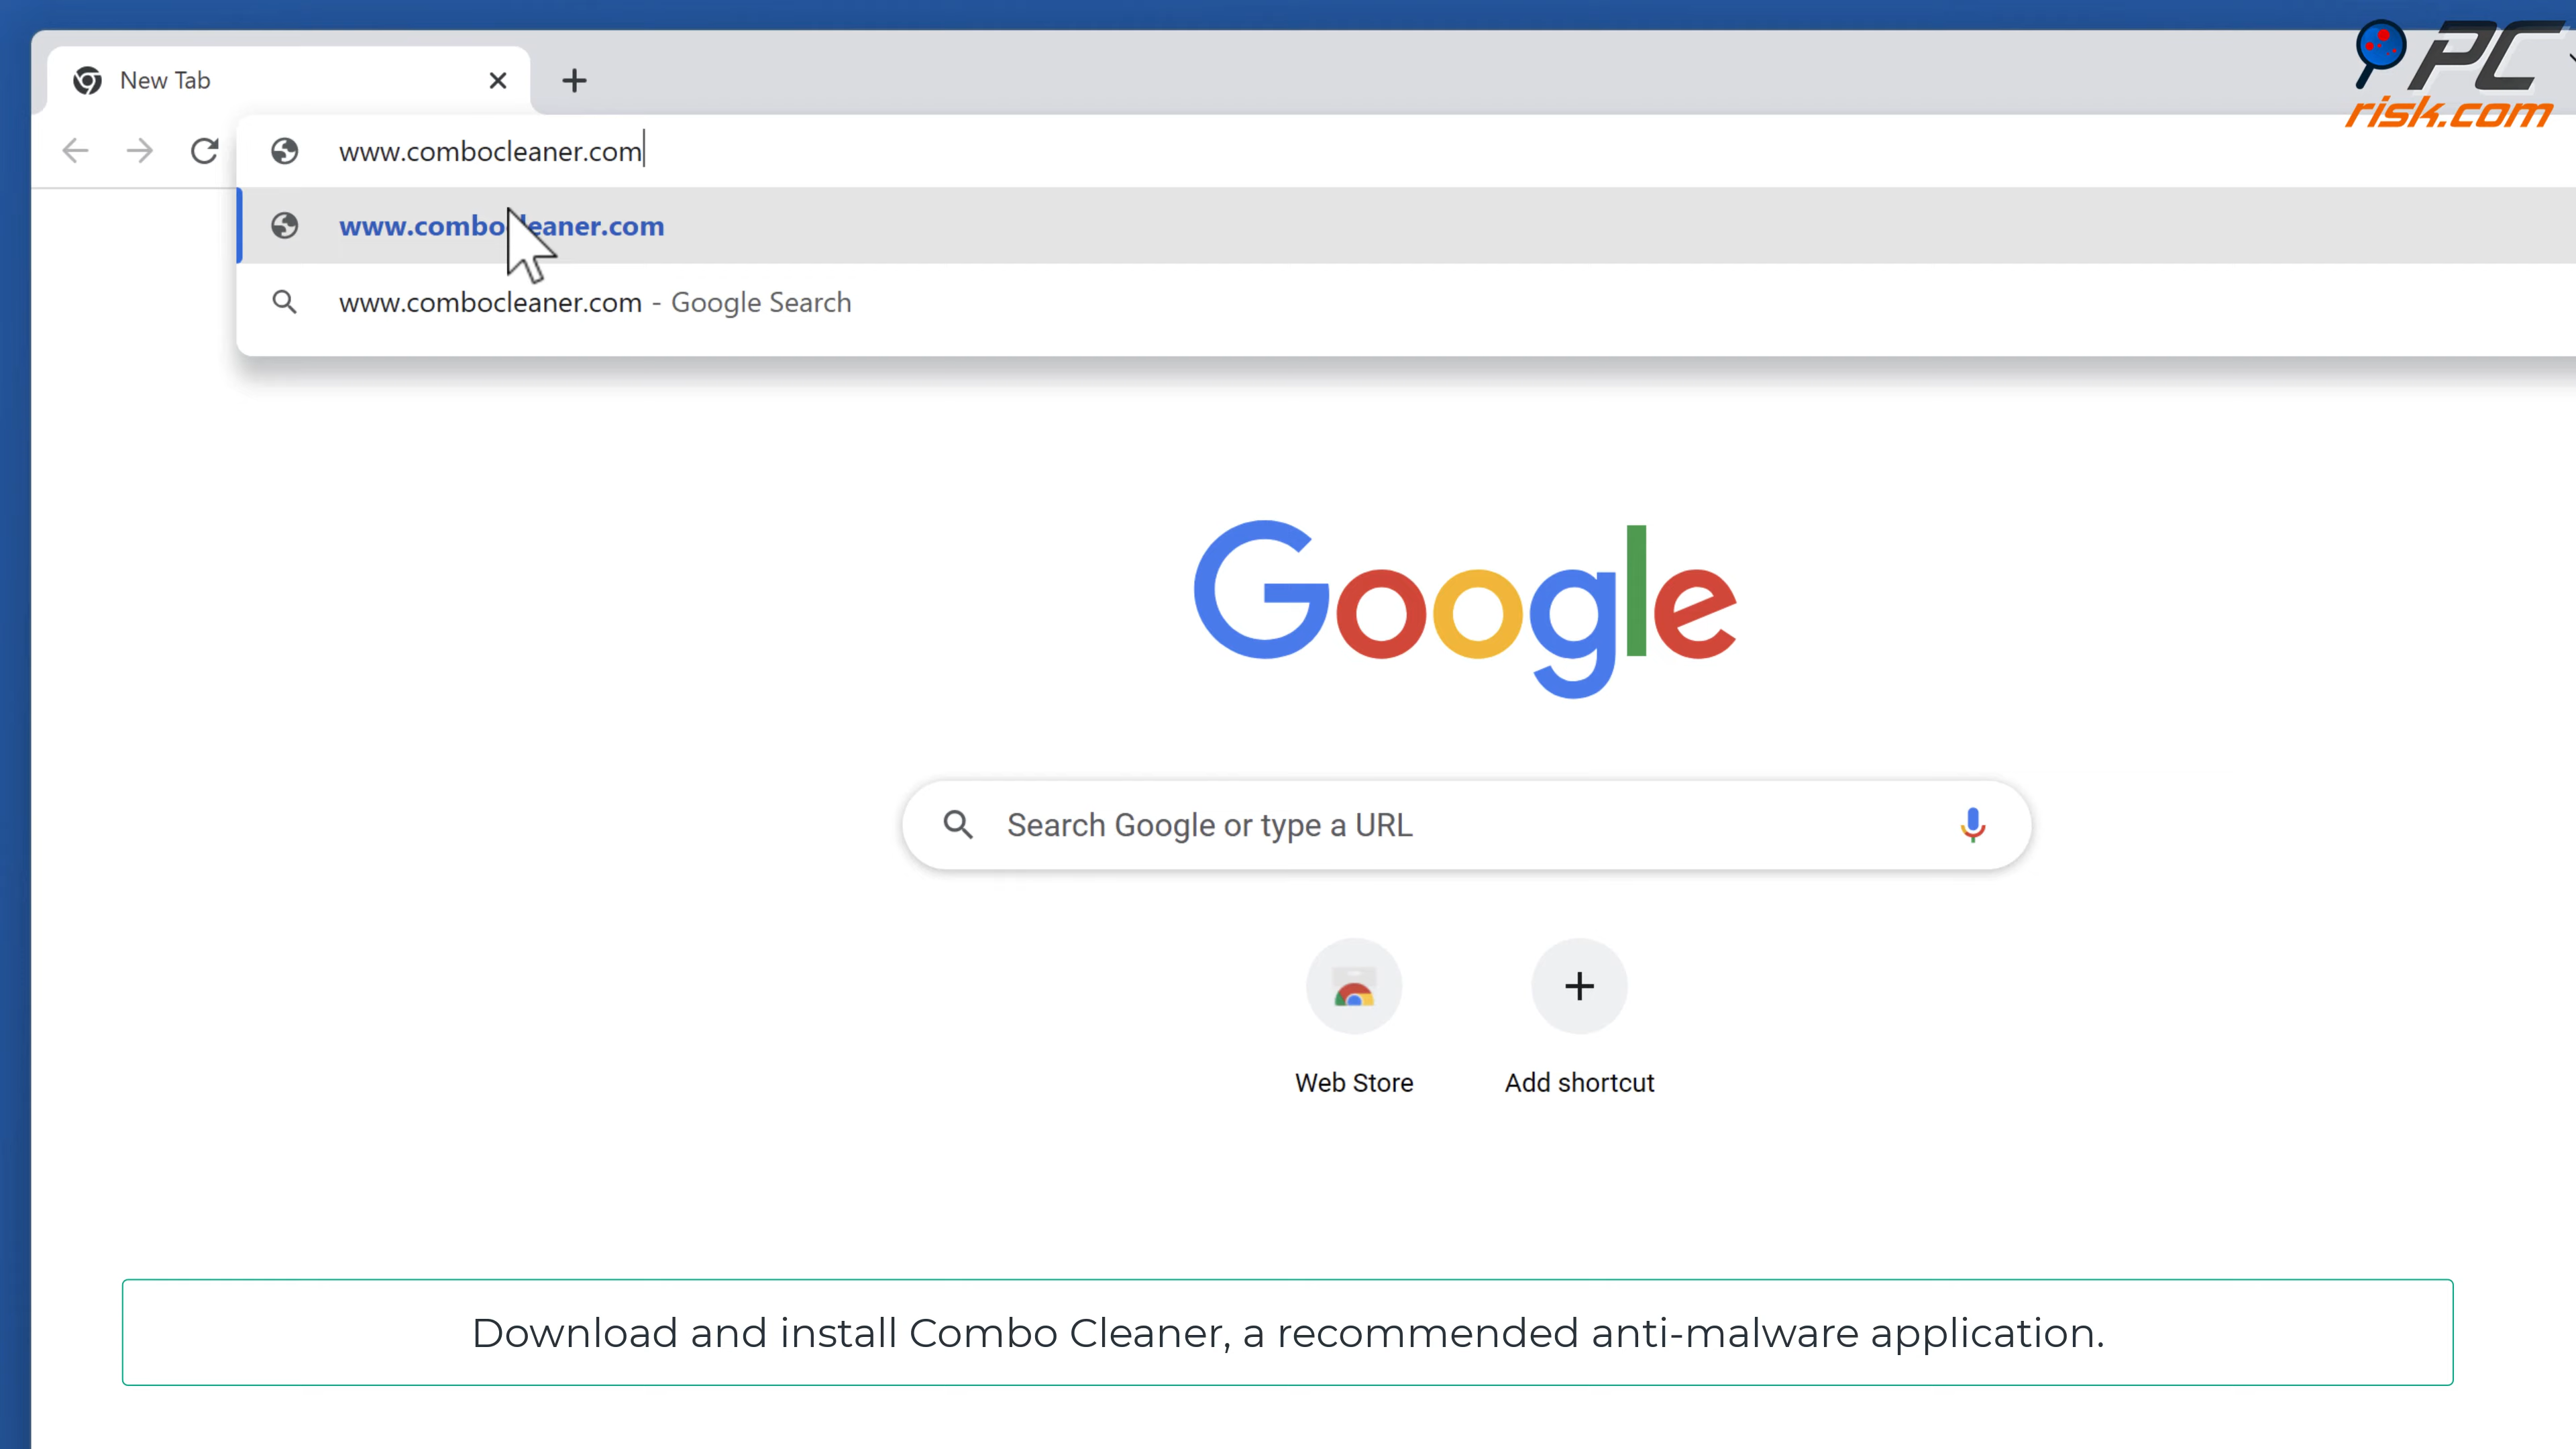 New Tab
PC
risk.com
www.combocleaner.com
www.combocleaner.com
www.combocleaner.com - Google Search
Google
Search Google or type a URL
Web Store
Add shortcut
Download and install Combo Cleaner, a recommended anti-malware application.